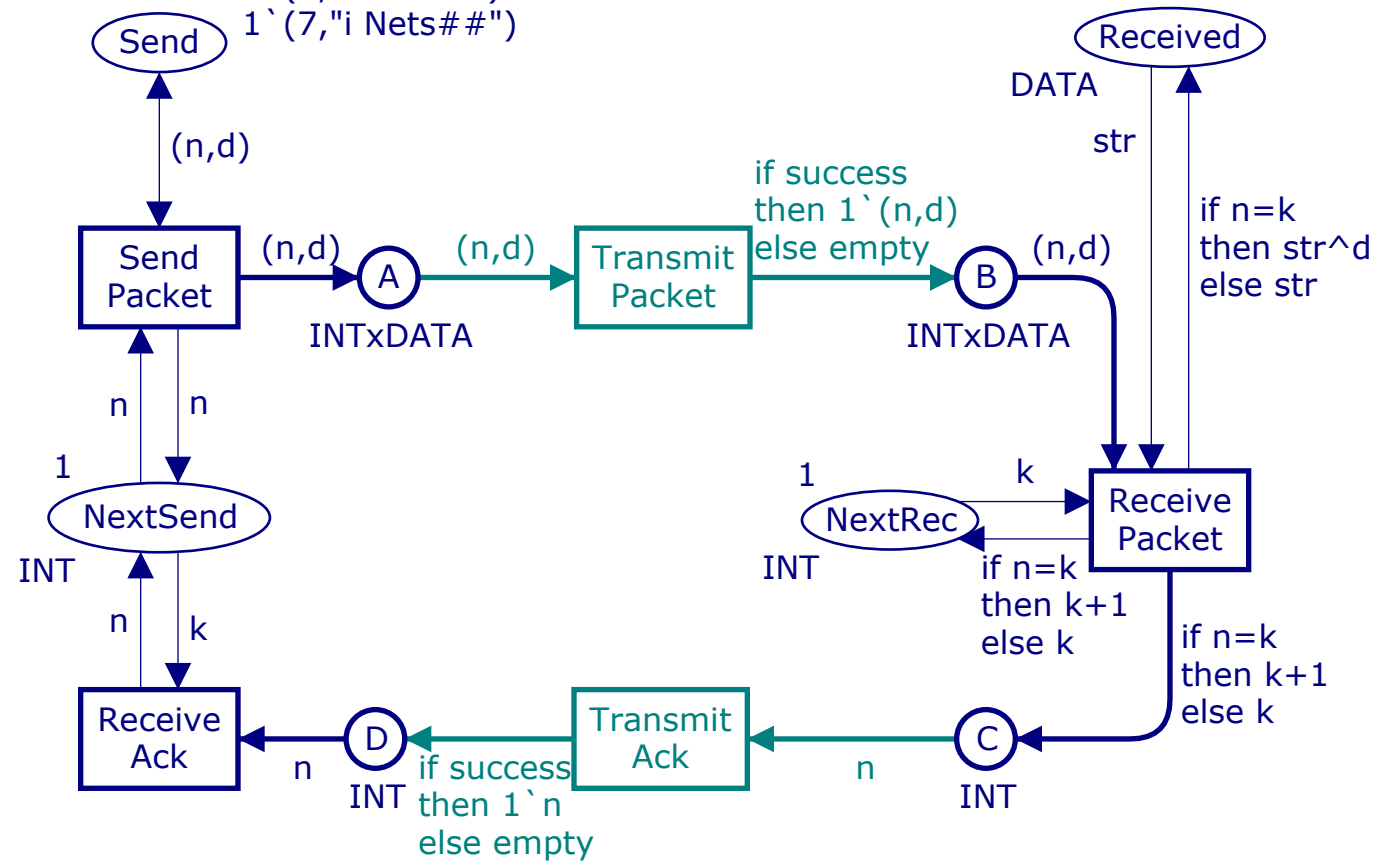 1`(7,"i Nets##")
Send
Received
DATA
(n,d)
str
if success
then 1`(n,d)
else empty
if n=k
then str^d
else str
Send
Packet
(n,d)
A
(n,d)
Transmit
Packet
B
(n,d)
INTxDATA
INTxDATA
n
n
1
NextSend
INT
1
NextRec
INT
k
Receive
Packet
if n=k
then k+1
else k
n
k
if n=k
then k+1
else k
Receive
Ack
n
D
INT
if success
then 1`n
else empty
Transmit
Ack
n
C
INT